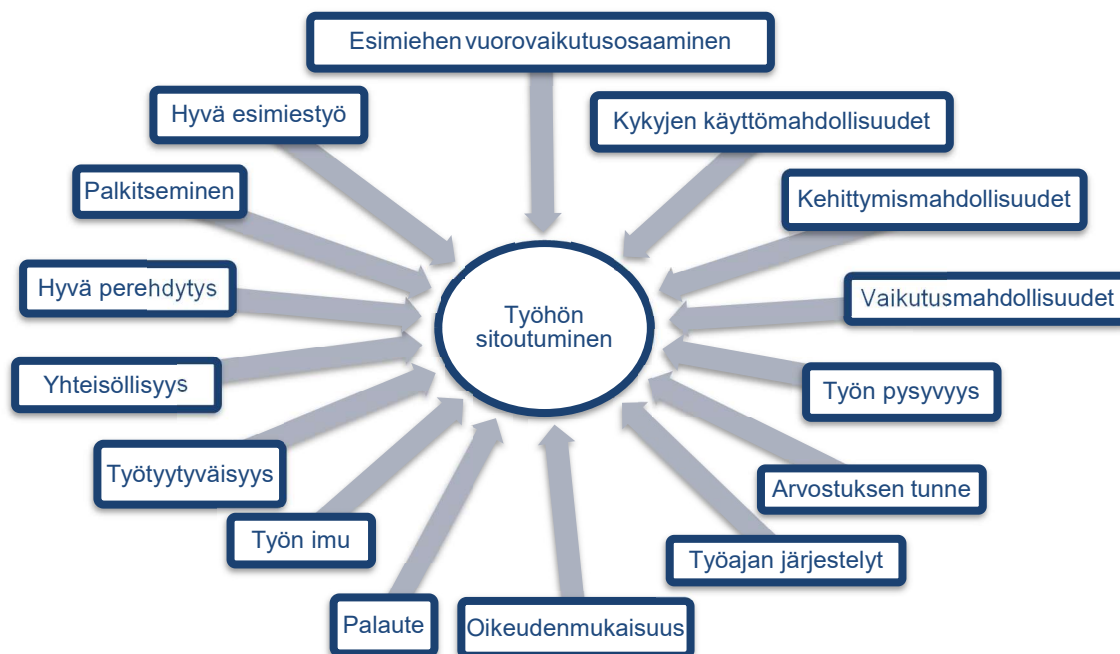 Esimiehen vuorovaikutusosaaminen
Hyvä esimiestyö
Kykyjen käyttömahdollisuudet
Palkitseminen
Kehittymismahdollisuudet
Hyvä perehdytys
Vaikutusmahdollisuudet
Työhön
sitoutuminen
Yhteisöllisyys
Työn pysyvyys
Työtyytyväisyys
Arvostuksen tunne
Työn imu
Työajan järjestelyt
Palaute
Oikeudenmukaisuus